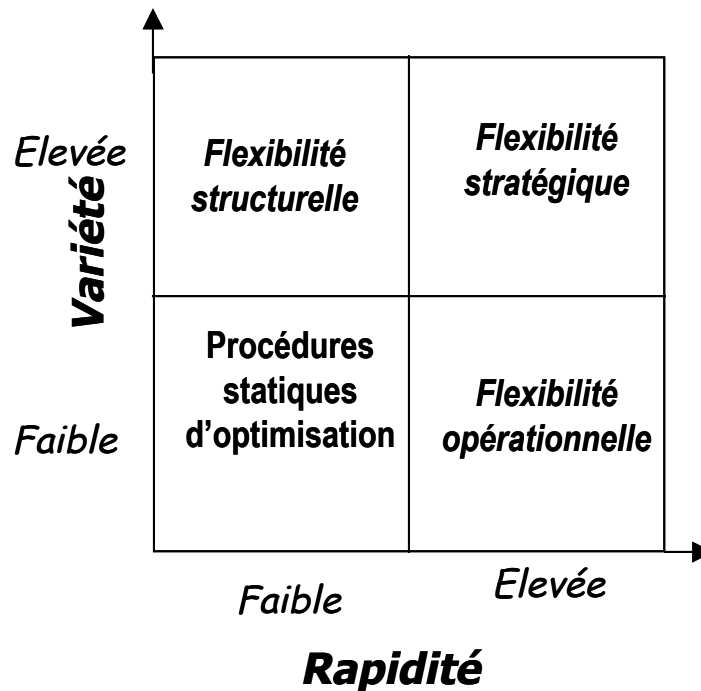 Elevée
Variété
Faible
Flexibilité
structurelle
Flexibilité
stratégique
Procédures
statiques
d’optimisation
Flexibilité
opérationnelle
Faible
Elevée
Rapidité